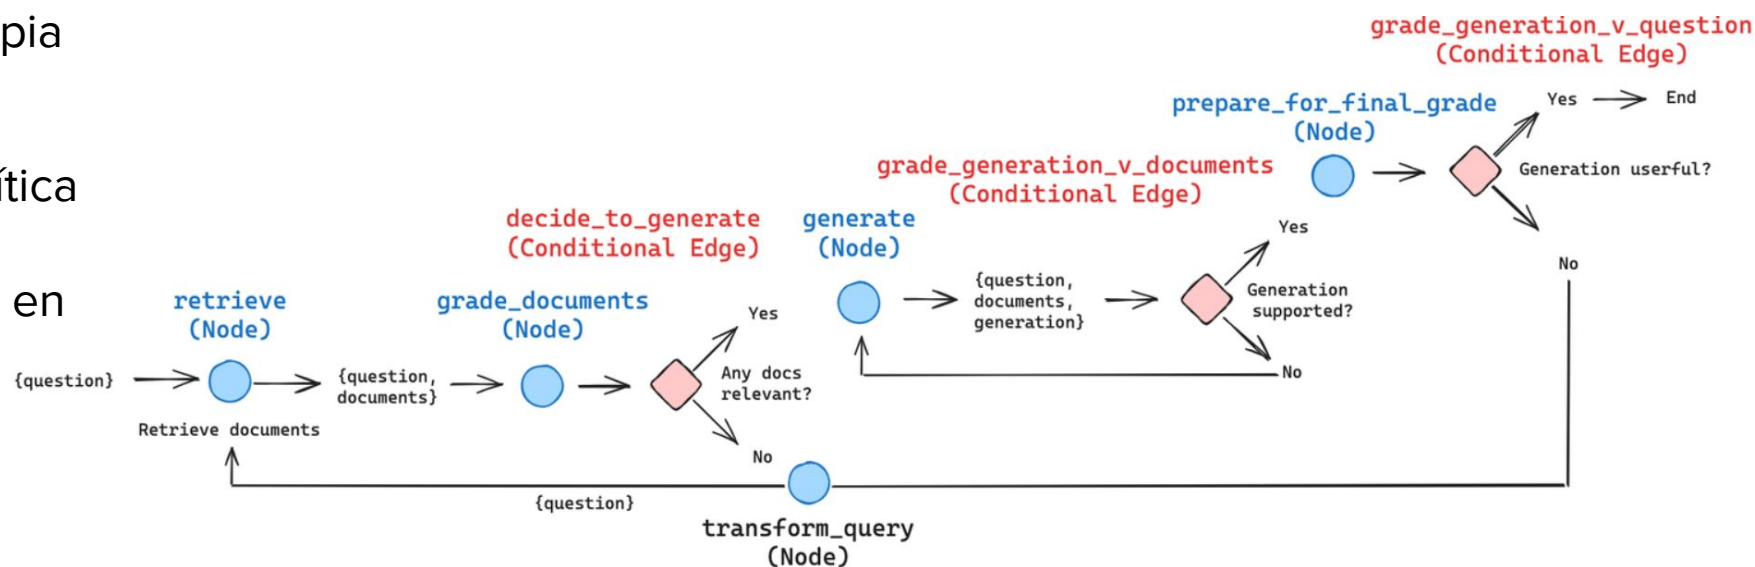 pia
ítica
en
grade_generation_v_question
(Conditional Edge)
prepare_for_final_grade
(Node)
Yes
End
Generation userful?
No
grade_generation_v_documents
(Conditional Edge)
decide_to_generate
(Conditional Edge)
generate
(Node)
Yes
{question,
documents,
generation}
Generation
supported?
No
retrieve
(Node)
grade_documents
(Node)
Yes
{question}
{question,
documents}
Any docs
relevant?
Retrieve documents
No
{question}
transform_query
(Node)